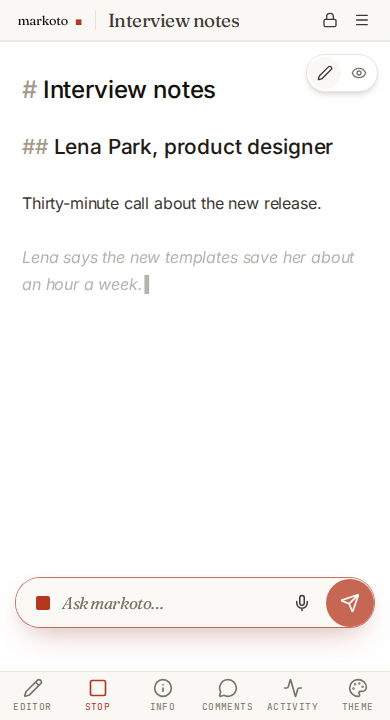 markoto
Interview notes
# Interview notes
## Lena Park, product designer
Thirty-minute call about the new release.
Lena says the new templates save her about
an hour a week.
Ask markoto...
EDITOR STOP INFO COMMENTS ACTIVITY THEME